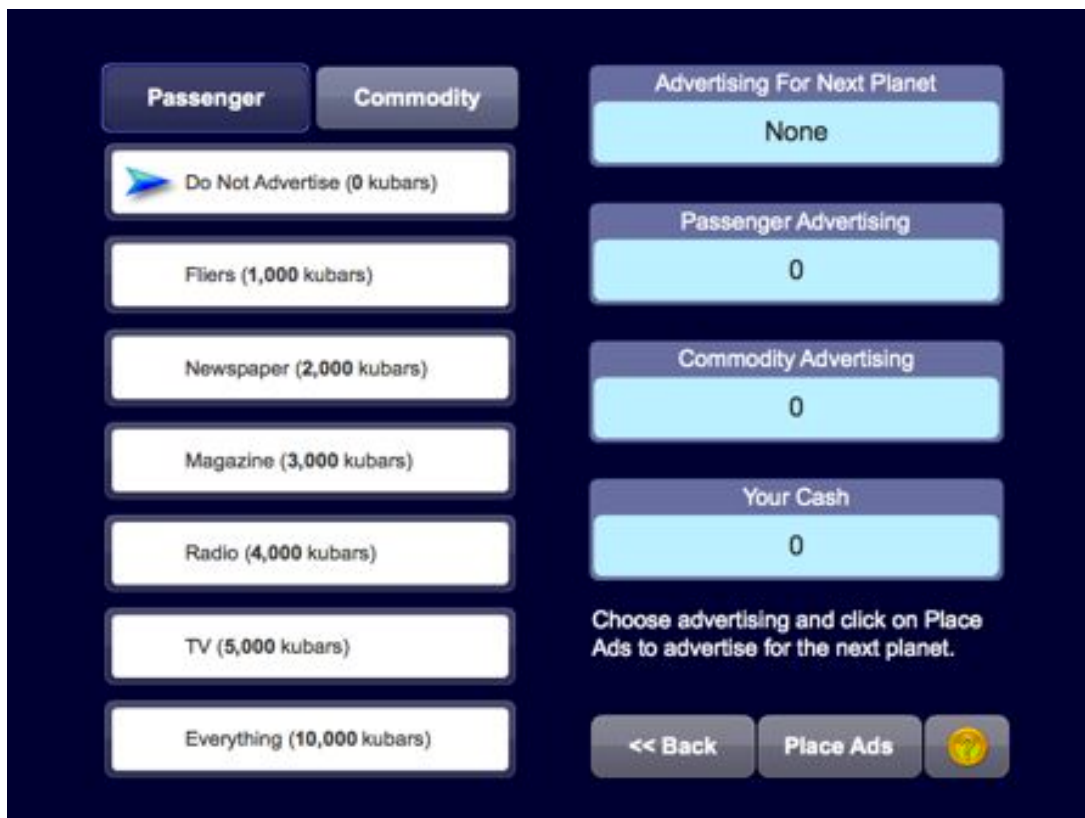 Passenger
Commodity
Do Not Advertise (0 kubars)
Fliers (1,000 kubars)
Newspaper (2,000 kubars)
Magazine (3,000 kubars)
Radio (4,000 kubars)
TV (5,000 kubars)
Everything (10,000 kubars)
Advertising For Next Planet
None
Passenger Advertising
0
Commodity Advertising
0
Your Cash
0
Choose advertising and click on Place
Ads to advertise for the next planet.
<< Back
Place Ads
?